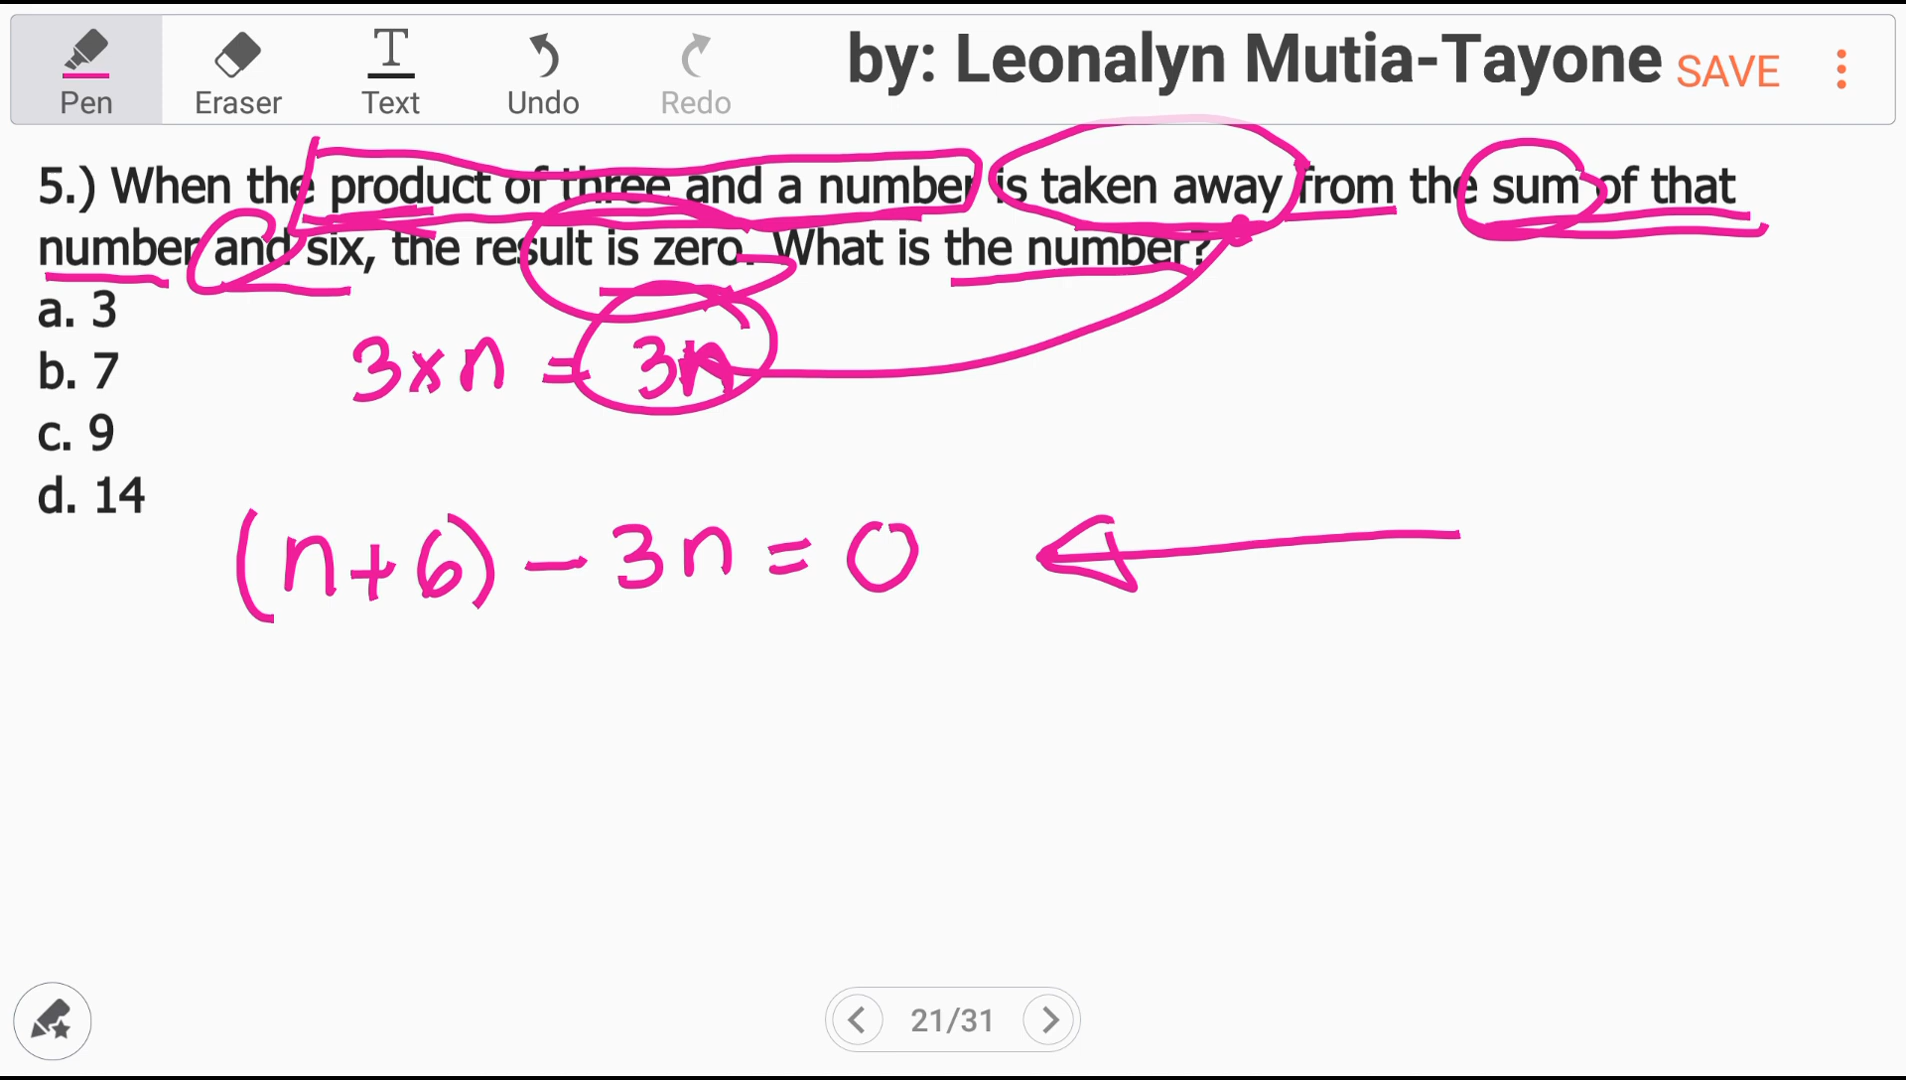 Pen Eraser Text Undo Redo by: Leonalyn Mutia-Tayone SAVE
5.) When the product of three and a number is taken away from the sum of that
number and six, the result is zero. What is the number?
a. 3
b. 7
3 x n = 3n
c. 9
d. 14
(n+6) - 3n = 0
21/31